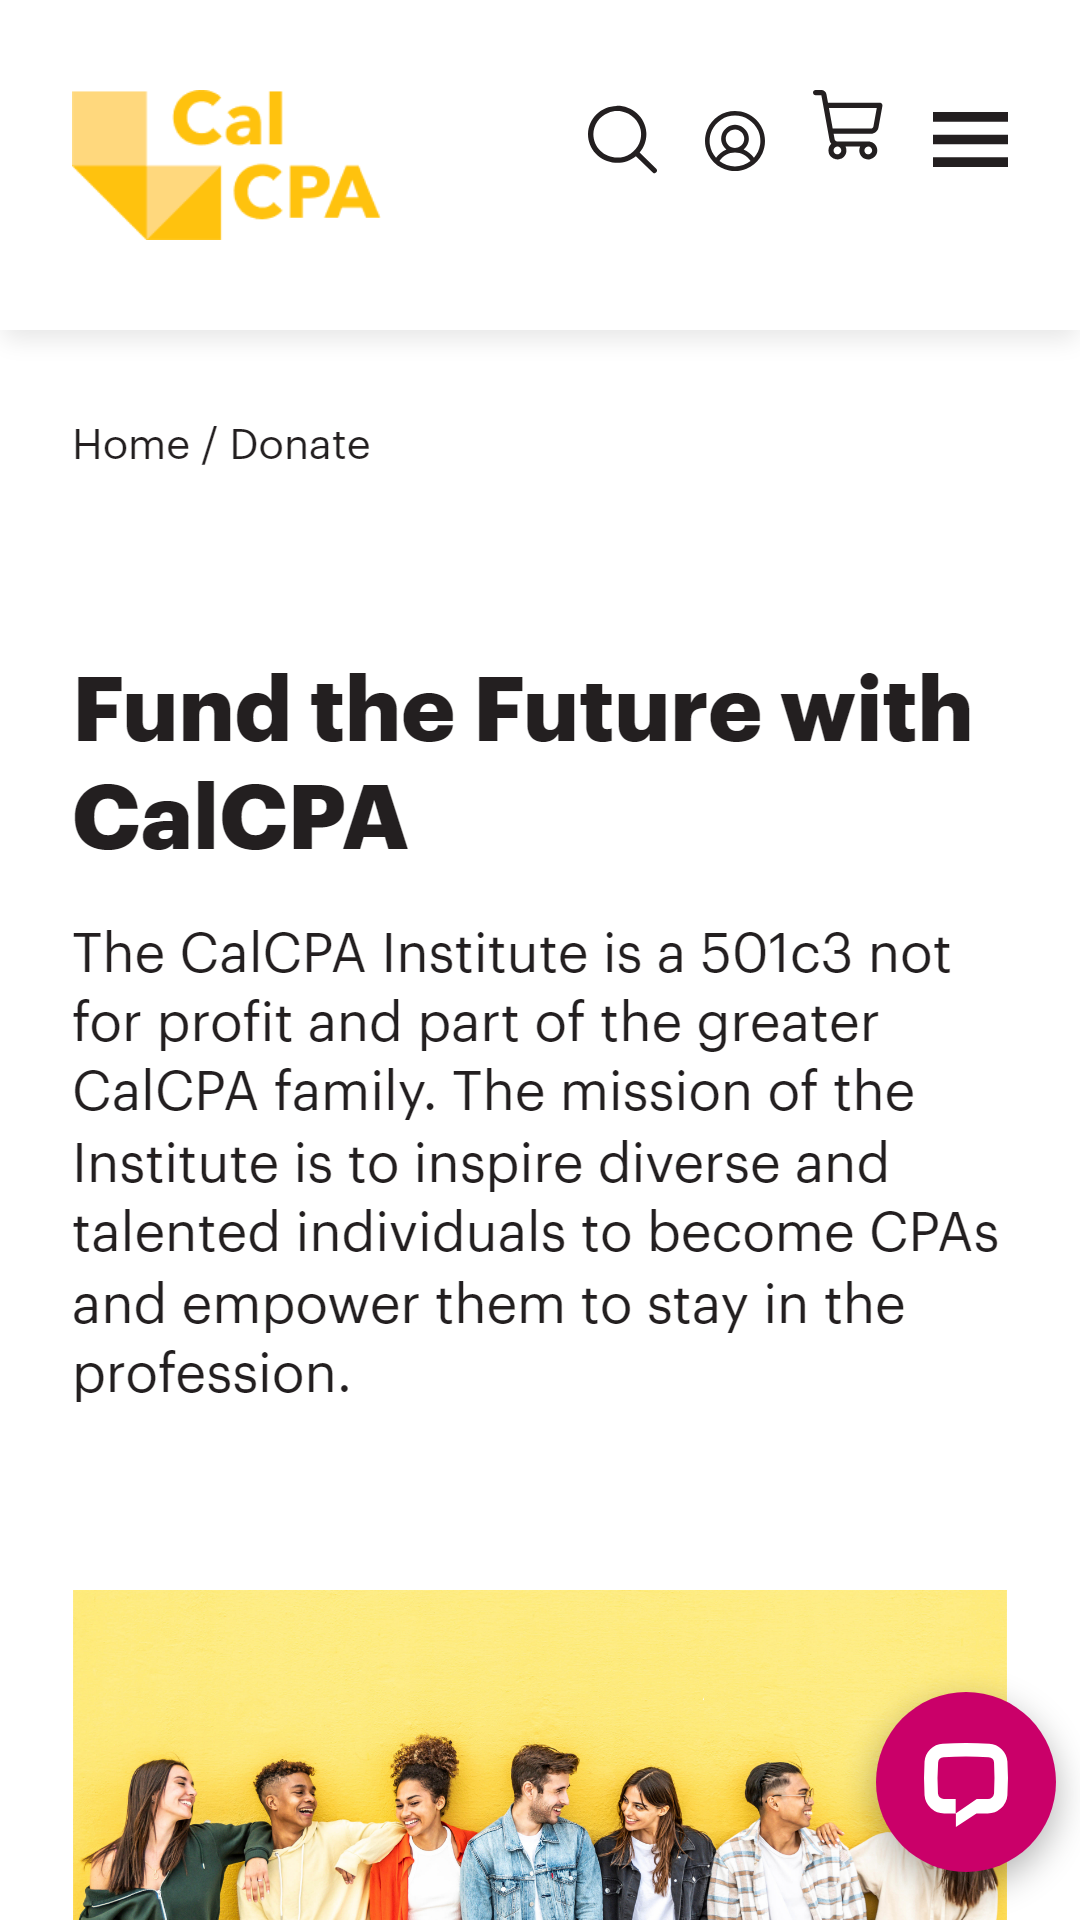 Cal
CPA
Home / Donate
Fund the Future with
CalCPA
The CalCPA Institute is a 501c3 not
for profit and part of the greater
CalCPA family. The mission of the
Institute is to inspire diverse and
talented individuals to become CPAs
and empower them to stay in the
profession.